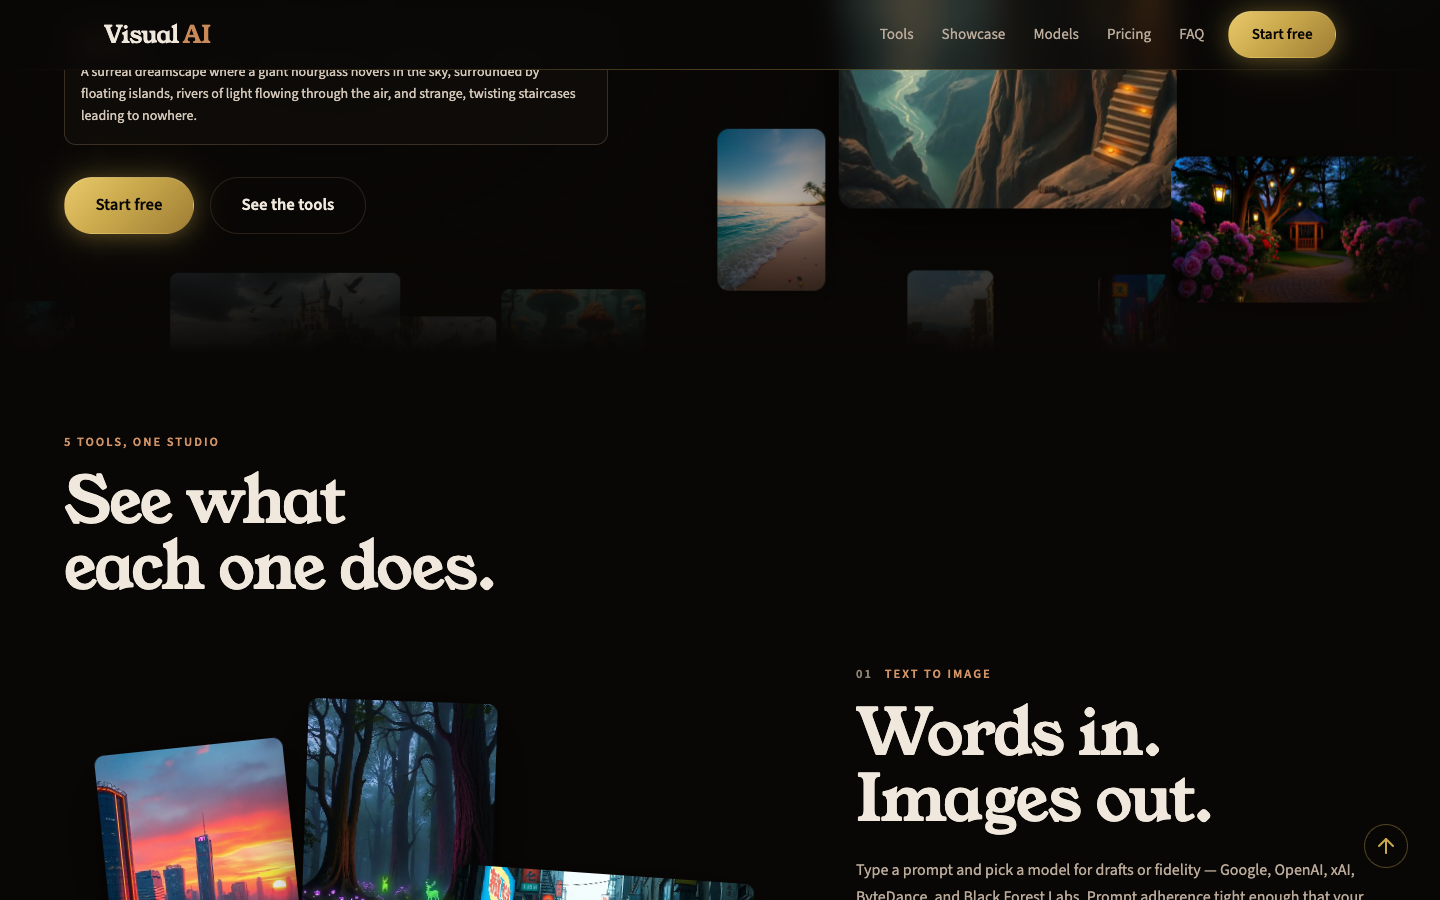 Visual AI
Tools
Showcase
Models
Pricing
FAQ
Start free
A surreal dreamscape where a giant hourglass hovers in the sky, surrounded by
floating islands, rivers of light flowing through the air, and strange, twisting staircases
leading to nowhere.
Start free
See the tools
5 TOOLS, ONE STUDIO
See what
each one does.
01 TEXT TO IMAGE
Words in.
Images out.
Type a prompt and pick a model for drafts or fidelity — Google, OpenAI, xAI,
ByteDance, and Black Forest Labs. Prompt adherence tight enough that your